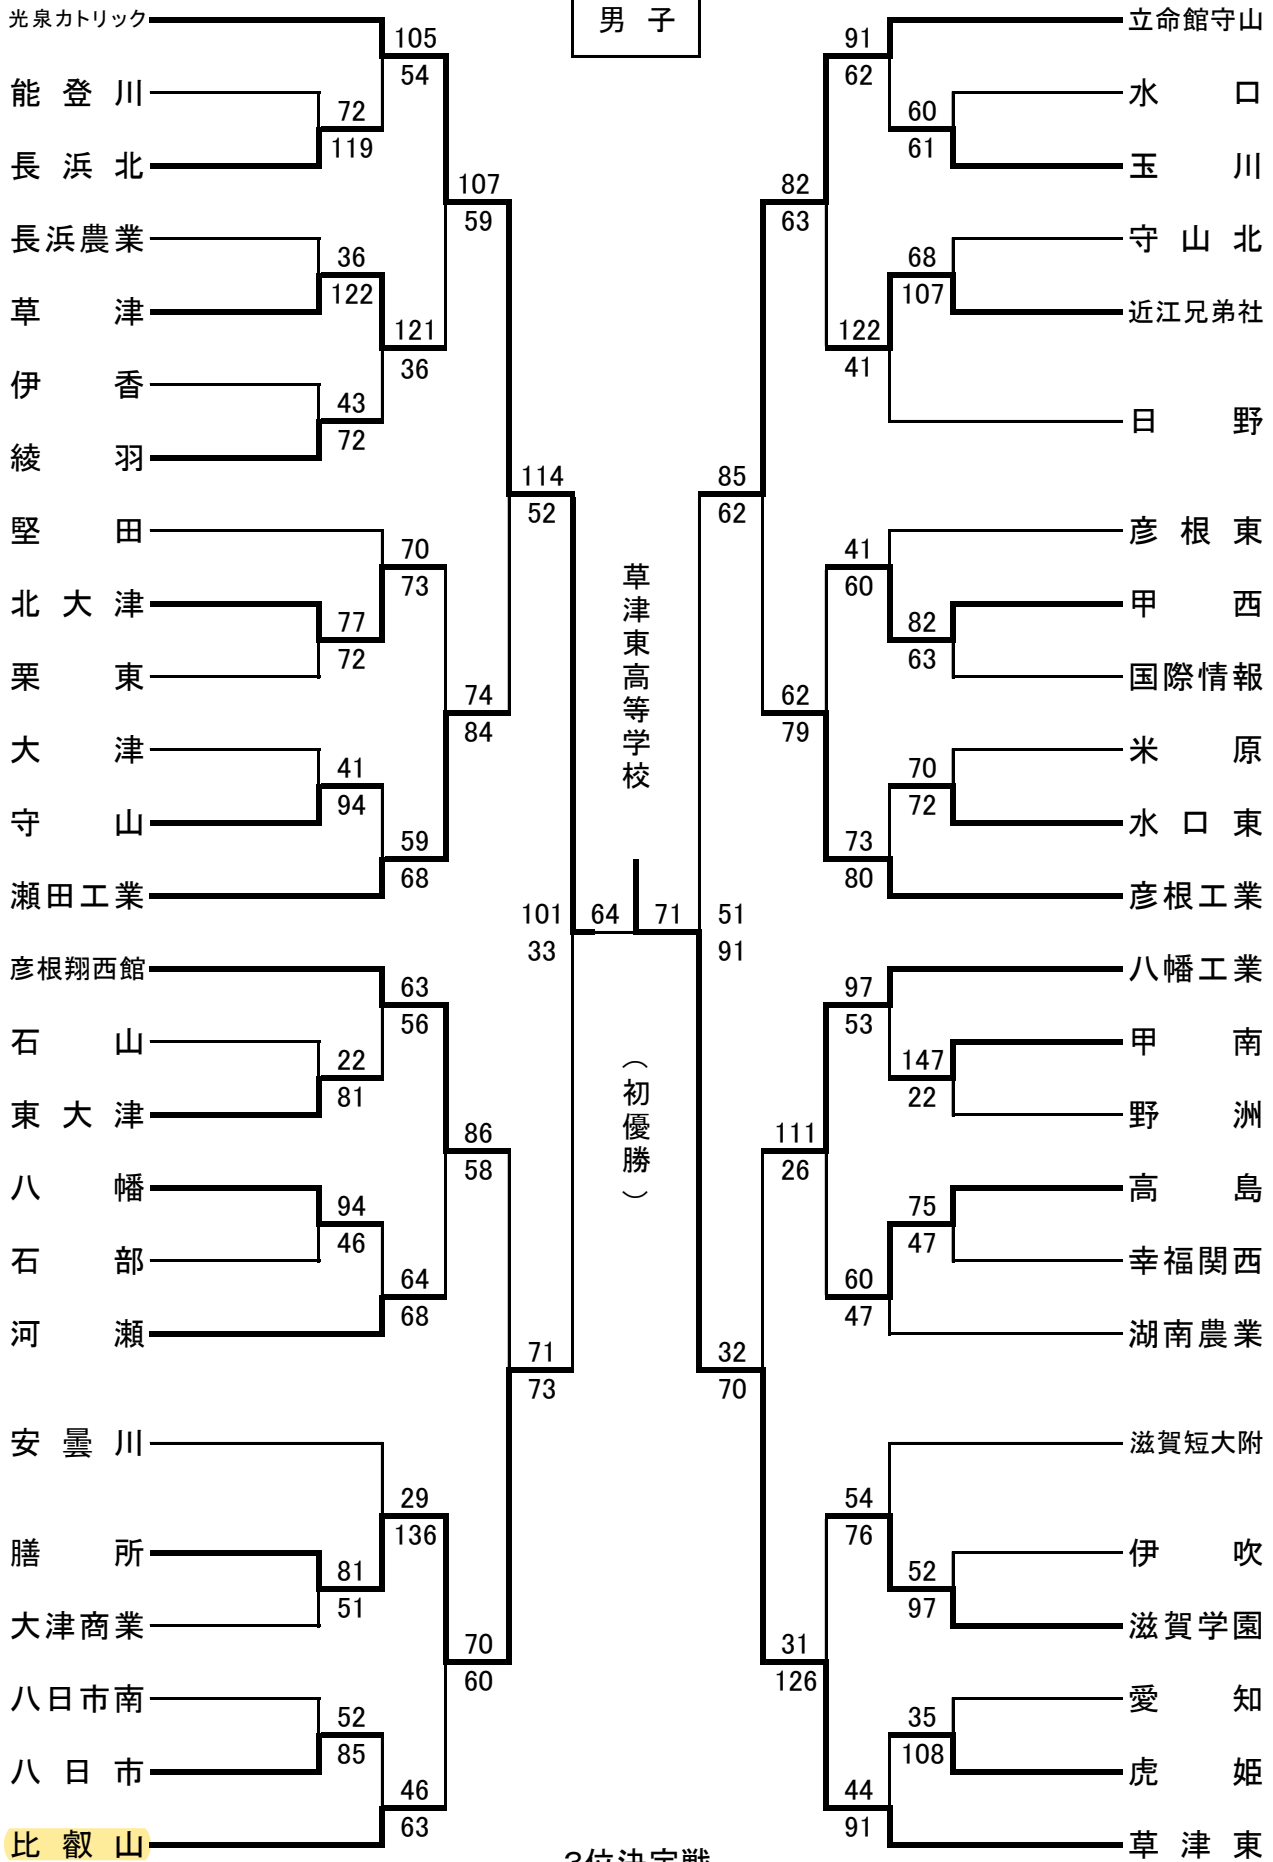 男子
光泉カトリック
105
54
能登川
72
119
長浜北
107
59
長浜農業
36
122
草津
121
36
伊香
43
72
綾羽
114
52
堅田
70
73
北大津
77
72
栗東
74
84
大津
41
94
守山
59
68
瀬田工業
101
33
彦根翔西館
63
56
石山
22
81
東大津
86
58
八幡
94
46
石部
64
68
河瀬
71
73
安曇川
29
136
膳所
81
51
大津商業
70
60
八日市南
52
85
八日市
46
63
比叡山
草津東高等学校
64
71
(初優勝)
立命館守山
91
62
水口
60
61
玉川
82
63
守山北
68
107
近江兄弟社
122
41
日野
85
62
彦根東
41
60
甲西
82
63
国際情報
62
79
米原
70
72
水口東
73
80
彦根工業
51
91
八幡工業
97
53
甲南
147
22
野洲
111
26
高島
75
47
幸福関西
60
47
湖南農業
32
70
滋賀短大附
54
76
伊吹
52
97
滋賀学園
31
126
愛知
35
108
虎姫
44
91
草津東
3位決定戦